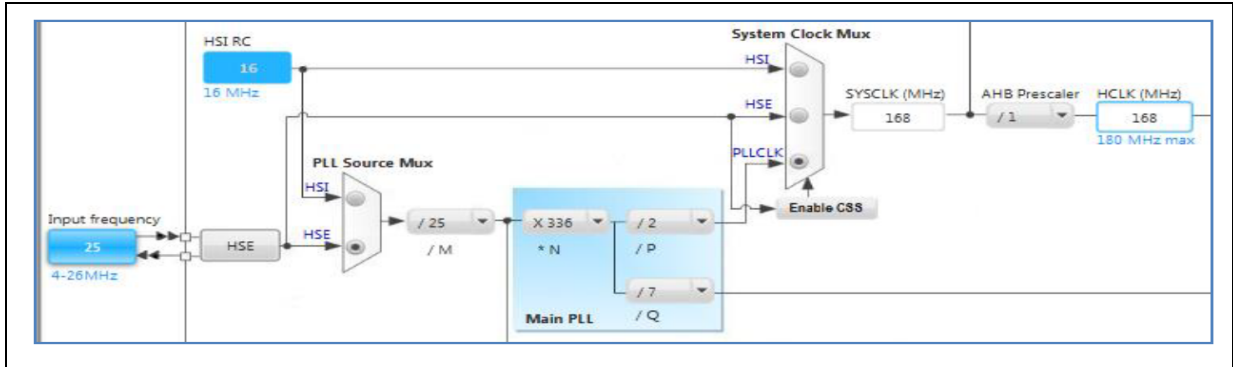 HSI RC
16
16 MHz
System Clock Mux
HSI
HSE
PLLCLK
SYSCLK (MHz)
168
AHB Prescaler
/ 1
HCLK (MHz)
168
180 MHz max
Enable CSS
PLL Source Mux
HSI
HSE
Input frequency
25
4-26MHz
HSE
/ 25
/ M
X 336
* N
/ 2
/ P
/ 7
/ Q
Main PLL